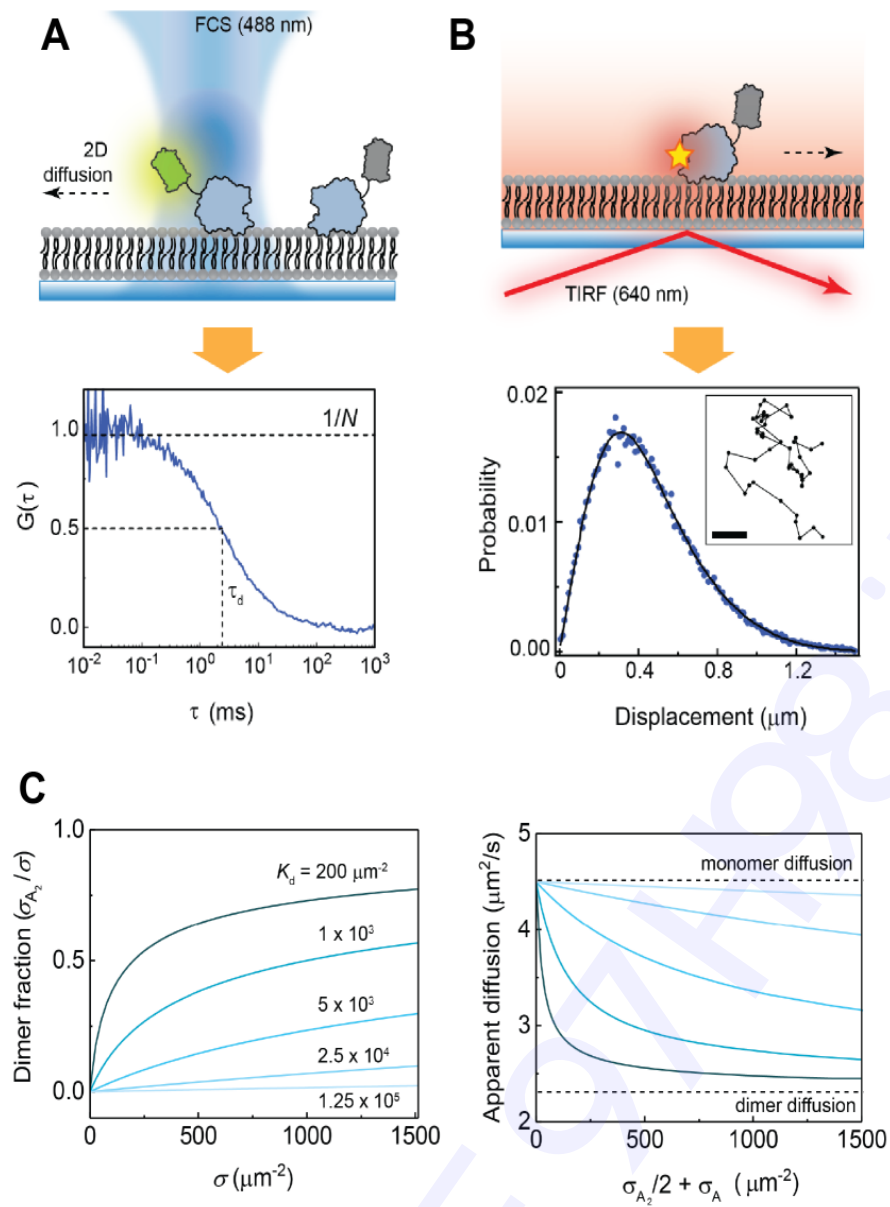 A
FCS (488 nm)
2D
diffusion
B
TIRF (640 nm)
1/N
1.0
0.5
0.0
G(τ)
τd
10⁻² 10⁻¹ 10⁰ 10¹ 10² 10³
τ (ms)
0.02
0.01
0.00
Probability
0.0 0.4 0.8 1.2
Displacement (μm)
C
1.0
0.5
0.0
Dimer fraction (σA₂/σ)
Kd = 200 μm⁻²
1 x 10³
5 x 10³
2.5 x 10⁴
1.25 x 10⁵
0 500 1000 1500
σ (μm⁻²)
5
4
3
2
Apparent diffusion (μm²/s)
monomer diffusion
dimer diffusion
0 500 1000 1500
σA₂/2 + σA (μm⁻²)